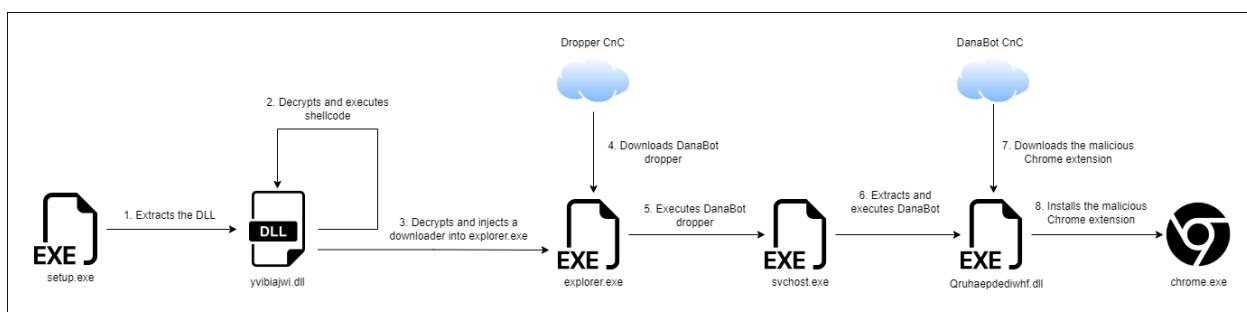 Dropper CnC
DanaBot CnC
2. Decrypts and executes
shellcode
4. Downloads DanaBot
dropper
7. Downloads the malicious
Chrome extension
1. Extracts the DLL
3. Decrypts and injects a
downloader into explorer.exe
5. Executes DanaBot
dropper
6. Extracts and
executes DanaBot
8. Installs the malicious
Chrome extension
EXE
DLL
EXE
EXE
EXE
setup.exe
yvibiajwi.dll
explorer.exe
svchost.exe
Qruhaepdediwhf.dll
chrome.exe